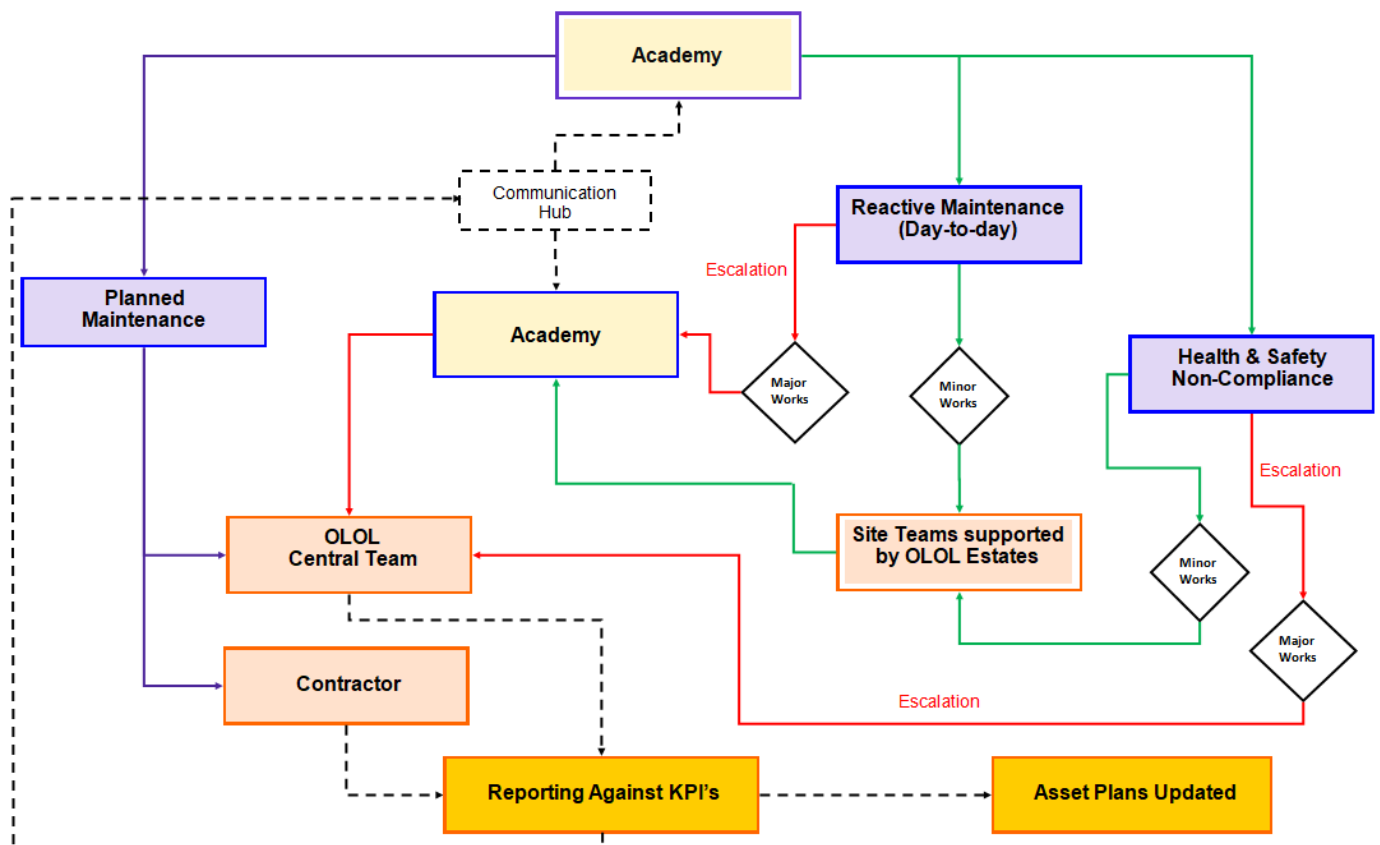 Academy
Communication
Hub
Reactive Maintenance
(Day-to-day)
Escalation
Planned
Maintenance
Academy
Health & Safety
Non-Compliance
Major
Works
Minor
Works
Escalation
OLOL
Central Team
Site Teams supported
by OLOL Estates
Minor
Works
Major
Works
Contractor
Escalation
Reporting Against KPI's
Asset Plans Updated